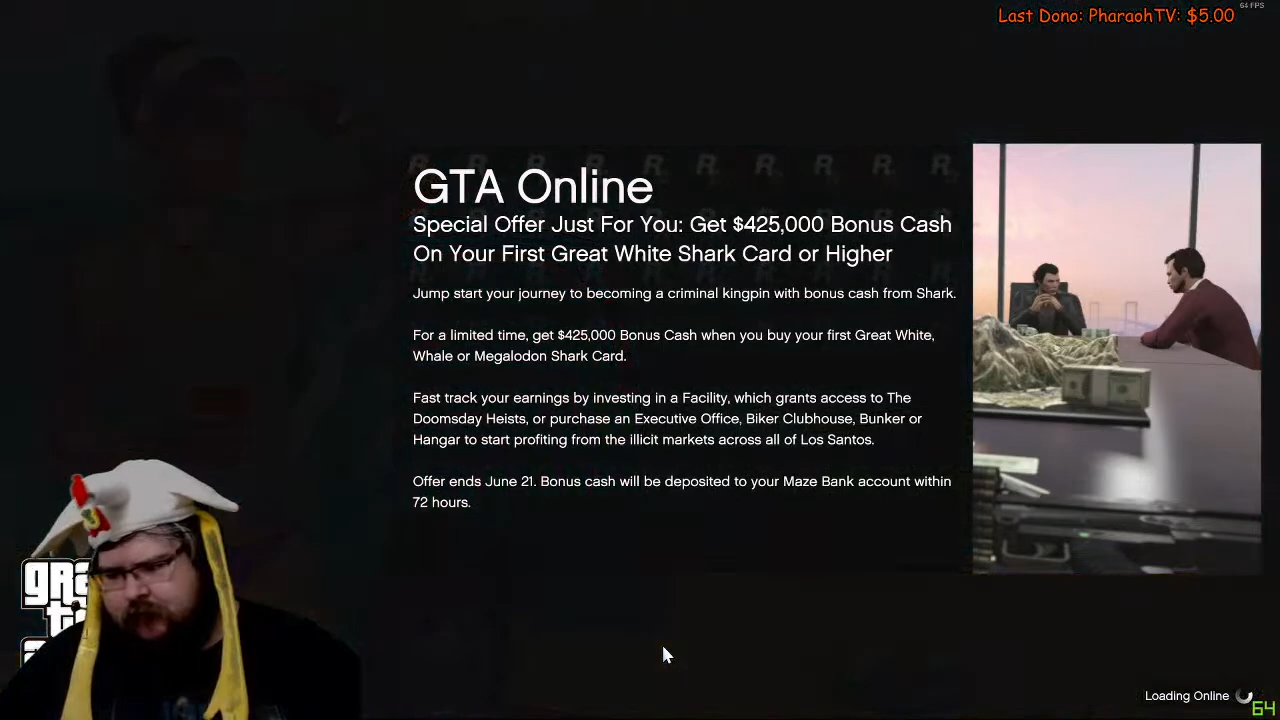 64 FPS
Last Dono: PharaohTV: $5.00
GTA Online
Special Offer Just For You: Get $425,000 Bonus Cash
On Your First Great White Shark Card or Higher
Jump start your journey to becoming a criminal kingpin with bonus cash from Shark.
For a limited time, get $425,000 Bonus Cash when you buy your first Great White,
Whale or Megalodon Shark Card.
Fast track your earnings by investing in a Facility, which grants access to The
Doomsday Heists, or purchase an Executive Office, Biker Clubhouse, Bunker or
Hangar to start profiting from the illicit markets across all of Los Santos.
Offer ends June 21. Bonus cash will be deposited to your Maze Bank account within
72 hours.
Loading Online
64